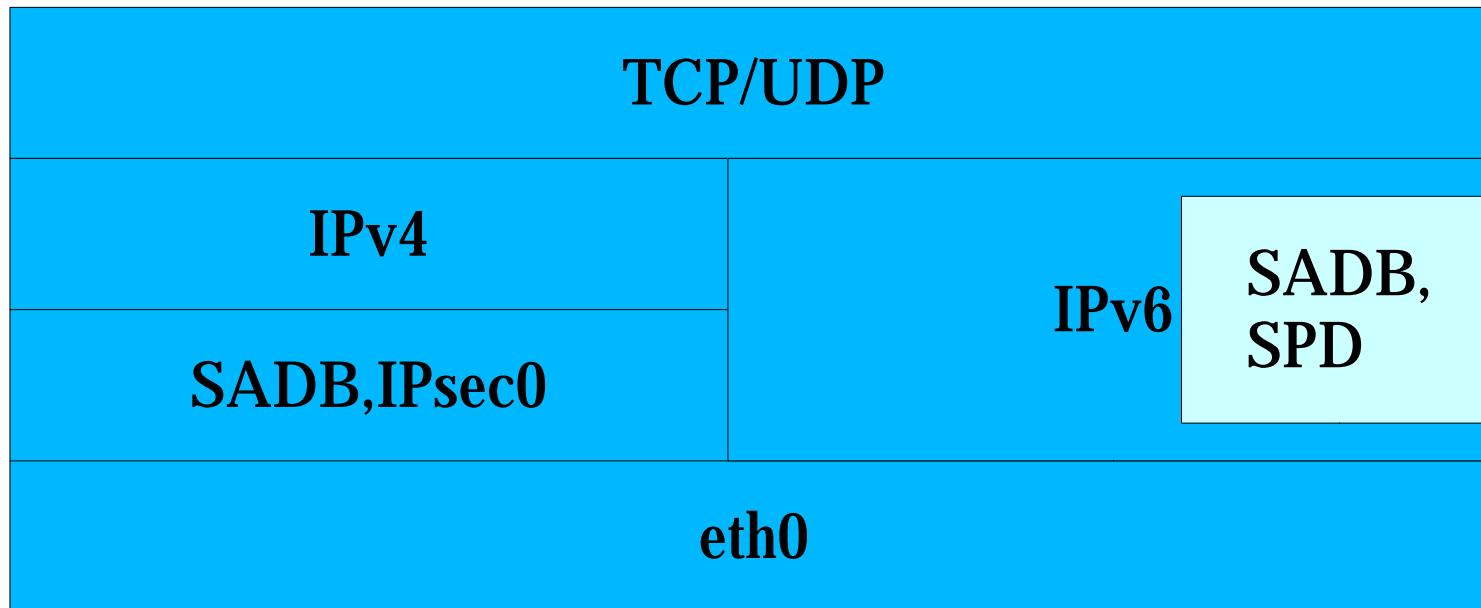 TCP/UDP
IPv4
IPv6
SADB,
SPD
SADB,IPsec0
eth0